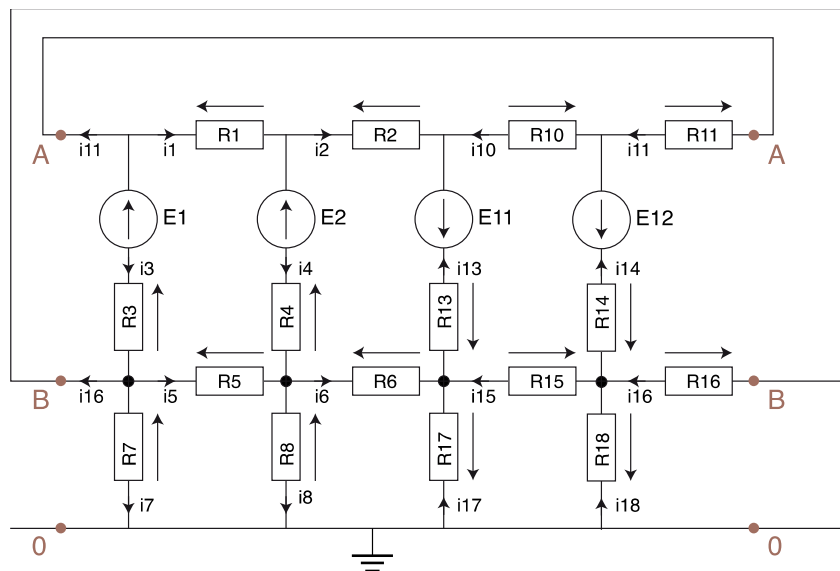 R1 R2 R10 R11
A i11 i1 i2 i10 i11 A
E1 E2 E11 E12
i3 i4 i13 i14
R3 R4 R13 R14
R5 R6 R15 R16
B i16 i5 i6 i15 i16 B
R7 R8 R17 R18
i7 i8 i17 i18
0 0